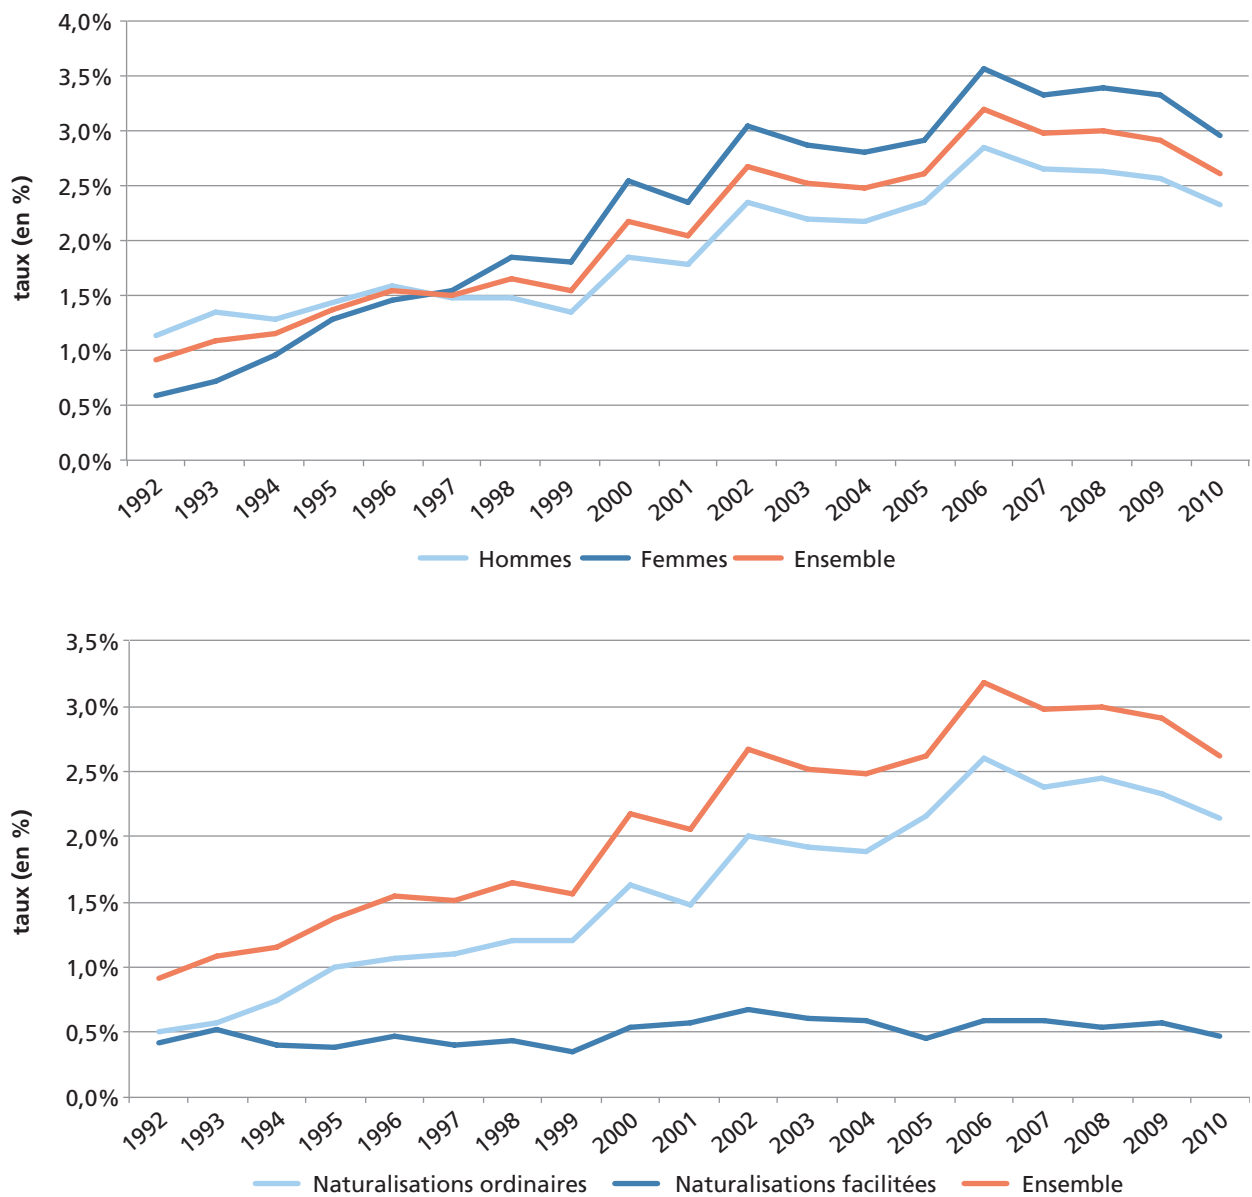 4,0%
3,5%
3,0%
2,5%
2,0%
1,5%
1,0%
0,5%
0,0%
taux (en %)
1992 1993 1994 1995 1996 1997 1998 1999 2000 2001 2002 2003 2004 2005 2006 2007 2008 2009 2010
Hommes Femmes Ensemble
3,5%
3,0%
2,5%
2,0%
1,5%
1,0%
0,5%
0,0%
taux (en %)
1992 1993 1994 1995 1996 1997 1998 1999 2000 2001 2002 2003 2004 2005 2006 2007 2008 2009 2010
Naturalisations ordinaires Naturalisations facilitées Ensemble